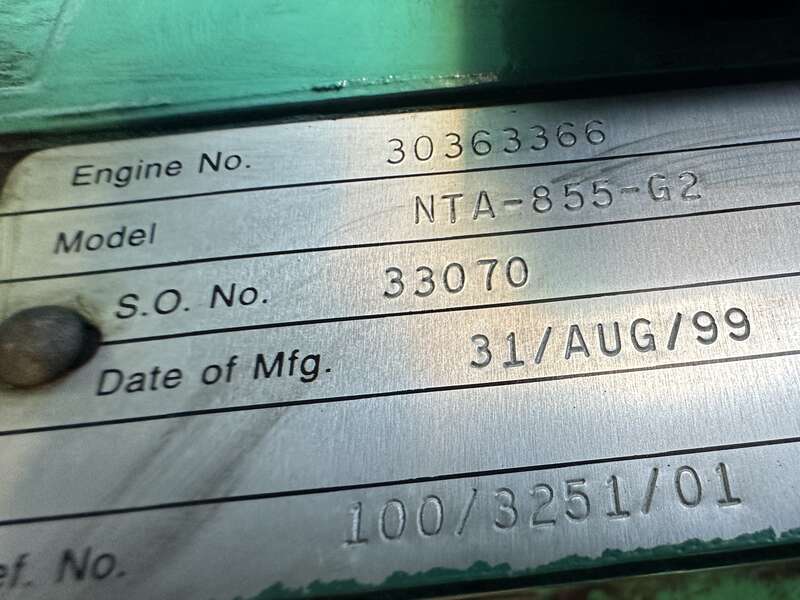 Engine No. 30363366
Model NTA-855-G2
S.O. No. 33070
Date of Mfg. 31/AUG/99
ef. No. 100/3251/01